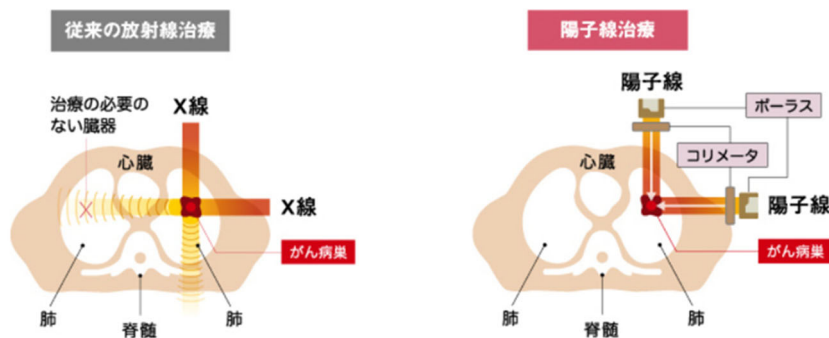 従来の放射線治療
治療の必要の
ない臓器
X線
心臓
X線
がん病巣
肺
脊髄
肺
陽子線治療
陽子線
ボーラス
コリメータ
心臓
陽子線
がん病巣
肺
脊髄
肺